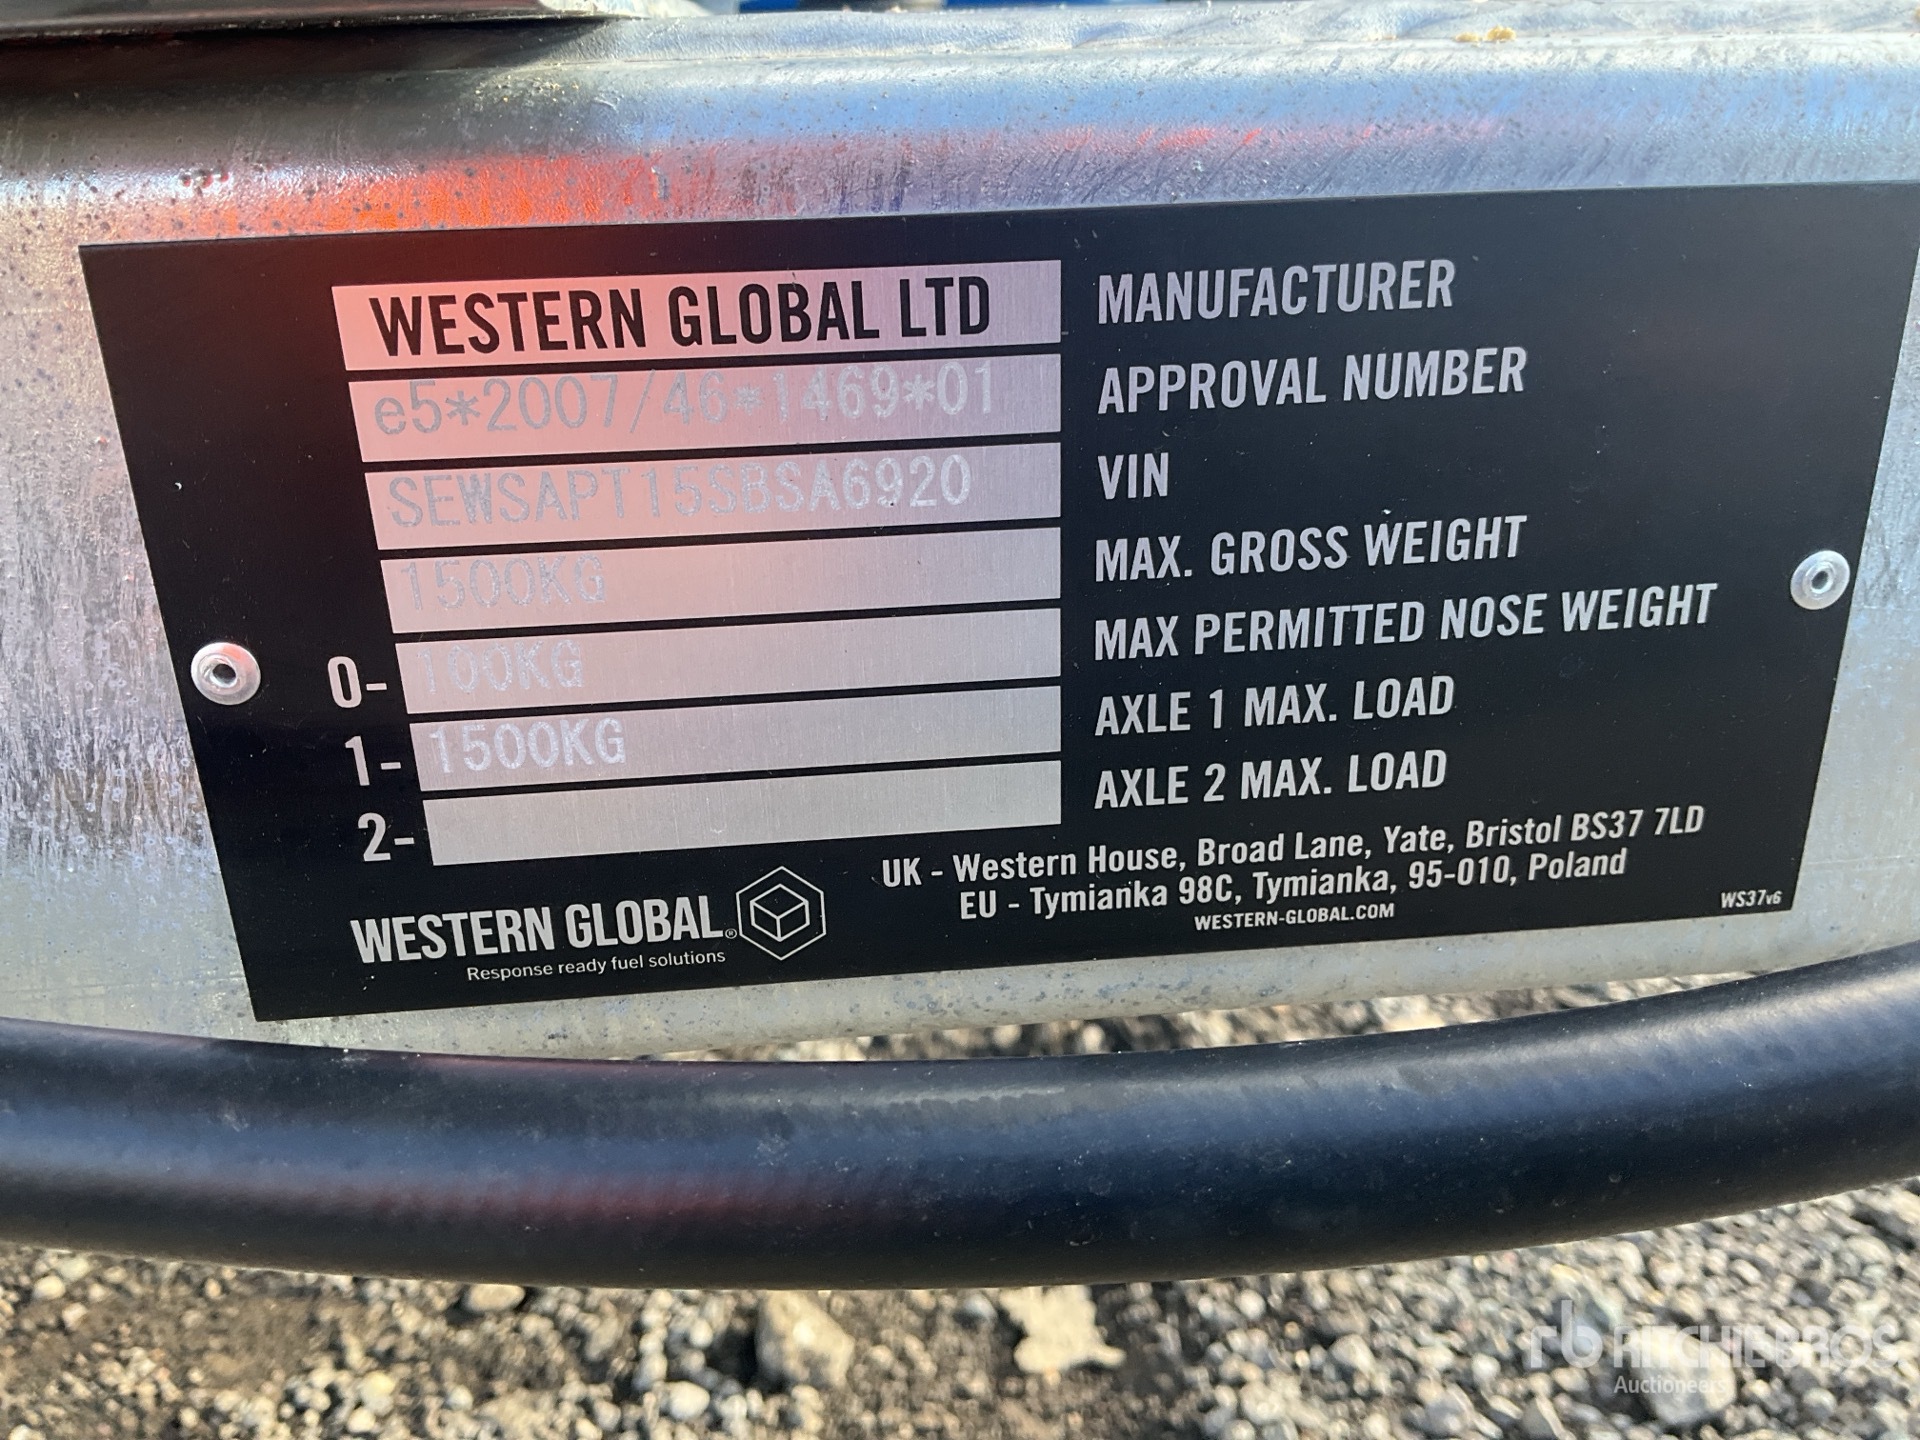 WESTERN GLOBAL LTD MANUFACTURER
e5*2007/46*1469*01 APPROVAL NUMBER
SEWSAPT15SBSA6920 VIN
1500KG MAX. GROSS WEIGHT
0- 100KG MAX PERMITTED NOSE WEIGHT
1- 1500KG AXLE 1 MAX. LOAD
2- AXLE 2 MAX. LOAD
UK - Western House, Broad Lane, Yate, Bristol BS37 7LD
EU - Tymianka 98C, Tymianka, 95-010, Poland
WESTERN-GLOBAL.COM
WS37v6
WESTERN GLOBAL®
Response ready fuel solutions
rb RITCHIE BROS
Auctioneers